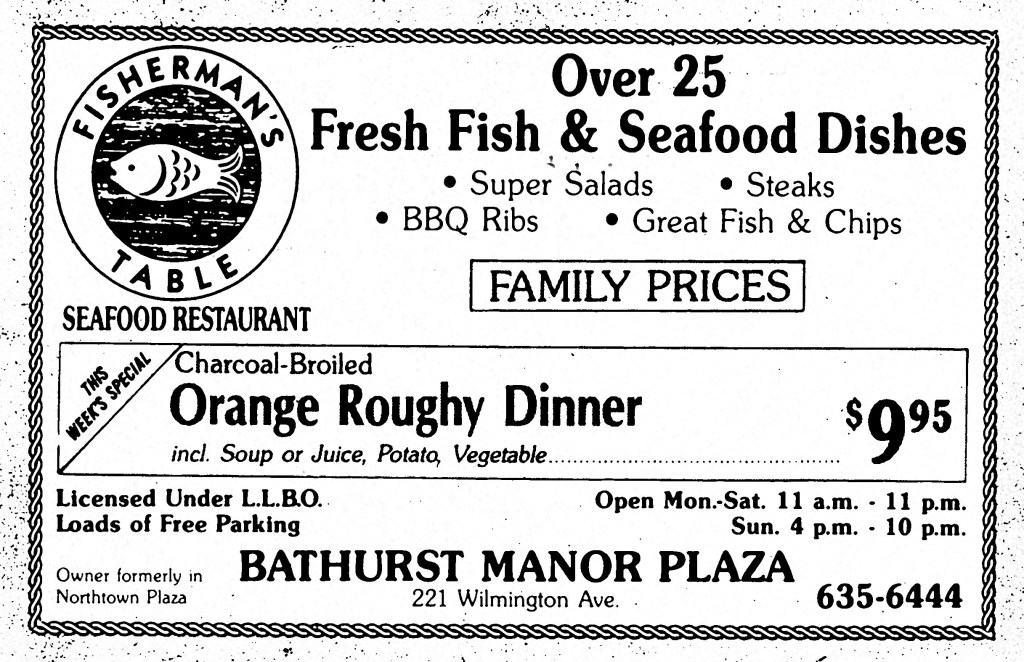 FISHERMAN'S
TABLE
SEAFOOD RESTAURANT
Over 25
Fresh Fish & Seafood Dishes
• Super Salads • Steaks
• BBQ Ribs • Great Fish & Chips
FAMILY PRICES
THIS
WEEK'S SPECIAL
Charcoal-Broiled
Orange Roughy Dinner
incl. Soup or Juice, Potato, Vegetable........................................ $9.95
Licensed Under L.L.B.O.
Loads of Free Parking
Open Mon.-Sat. 11 a.m. - 11 p.m.
Sun. 4 p.m. - 10 p.m.
Owner formerly in
Northtown Plaza
BATHURST MANOR PLAZA
221 Wilmington Ave.
635-6444